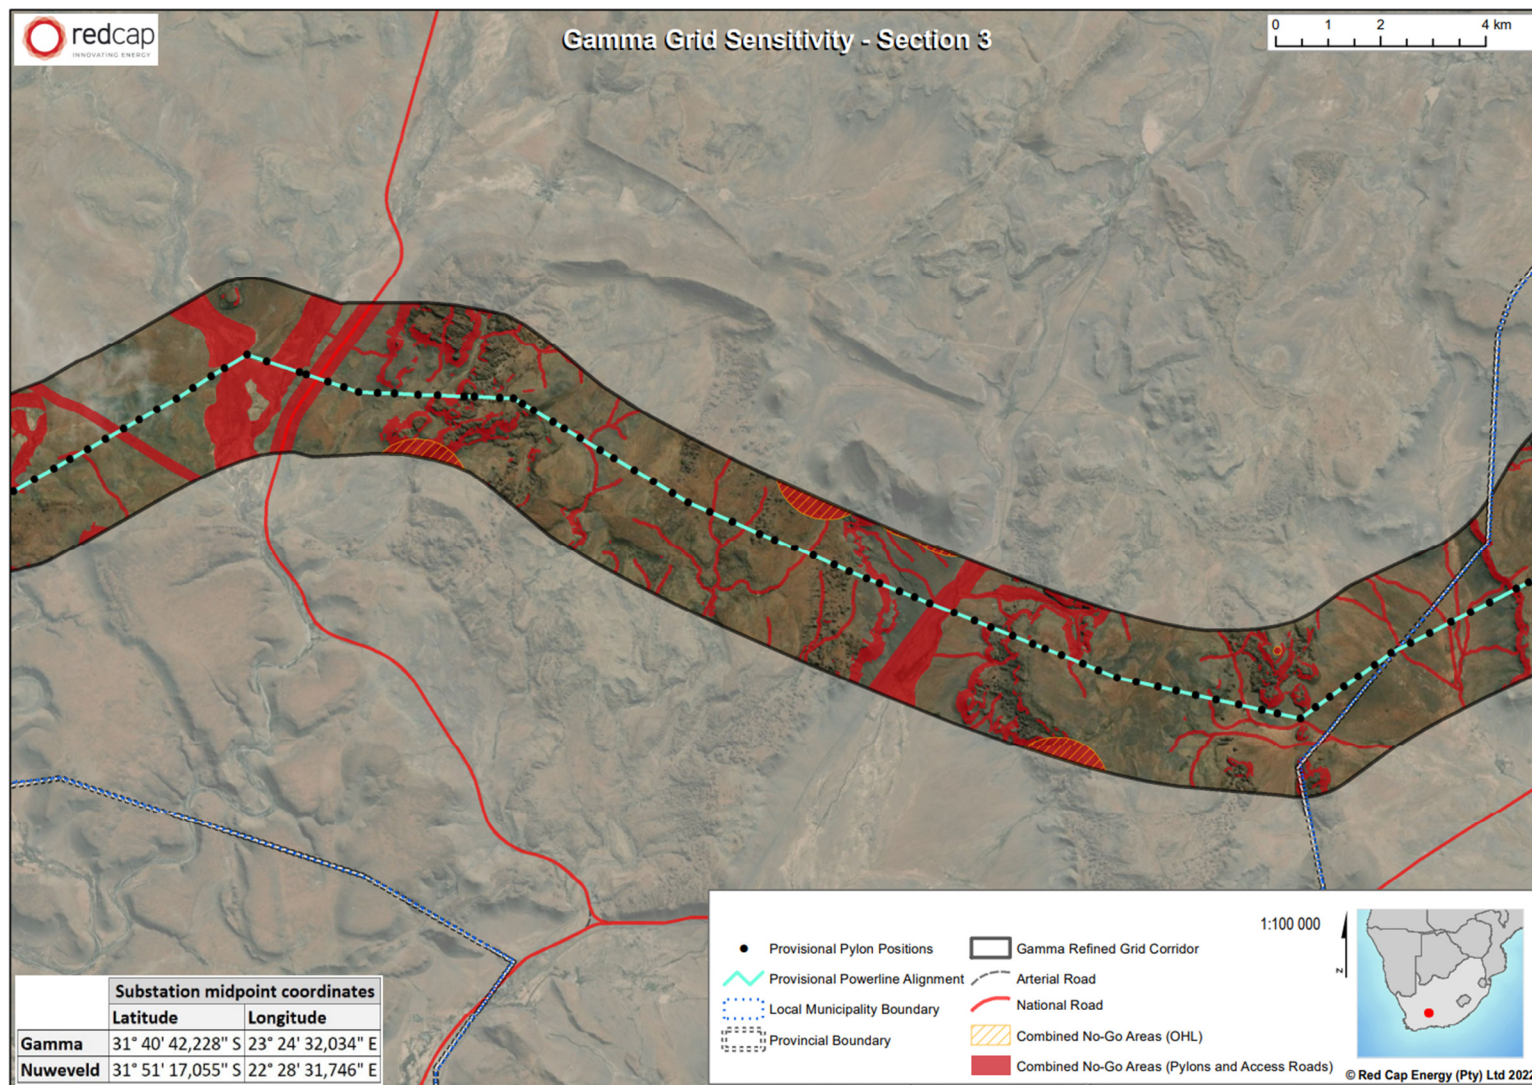 redcap
INNOVATING ENERGY
Gamma Grid Sensitivity - Section 3
0 1 2 4 km
Substation midpoint coordinates
Latitude Longitude
Gamma 31° 40' 42,228" S 23° 24' 32,034" E
Nuweveld 31° 51' 17,055" S 22° 28' 31,746" E
Provisional Pylon Positions
Provisional Powerline Alignment
Local Municipality Boundary
Provincial Boundary
Gamma Refined Grid Corridor
Arterial Road
National Road
Combined No-Go Areas (OHL)
Combined No-Go Areas (Pylons and Access Roads)
1:100 000
z
© Red Cap Energy (Pty) Ltd 2022